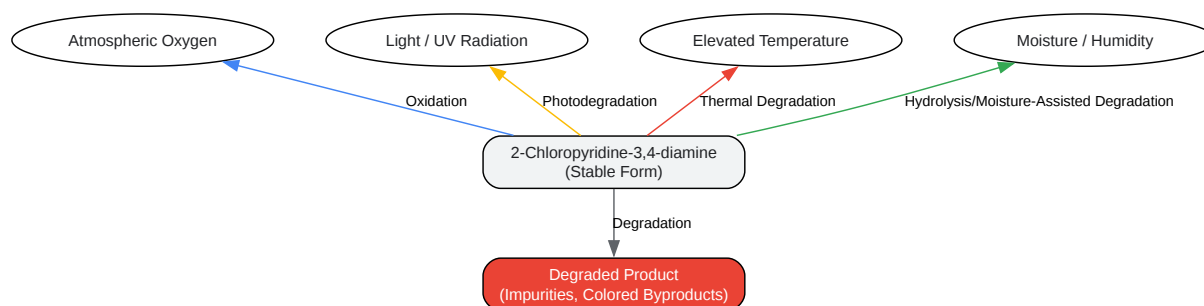 Atmospheric Oxygen
Light / UV Radiation
Elevated Temperature
Moisture / Humidity
Oxidation
Photodegradation
Thermal Degradation
Hydrolysis/Moisture-Assisted Degradation
2-Chloropyridine-3,4-diamine
(Stable Form)
Degradation
Degraded Product
(Impurities, Colored Byproducts)